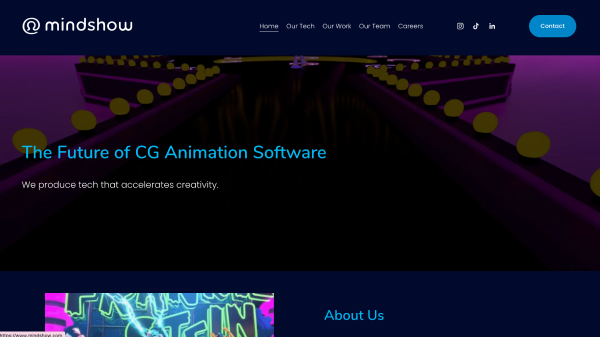 mindshow
Home Our Tech Our Work Our Team Careers
Contact
The Future of CG Animation Software
We produce tech that accelerates creativity.
About Us
https://www.mindshow.com